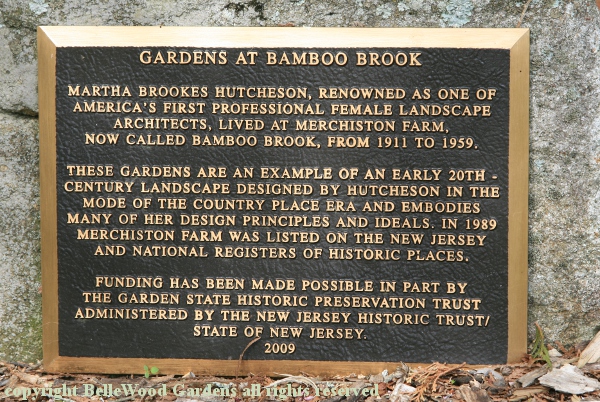 GARDENS AT BAMBOO BROOK
MARTHA BROOKES HUTCHESON, RENOWNED AS ONE OF
AMERICA'S FIRST PROFESSIONAL FEMALE LANDSCAPE
ARCHITECTS, LIVED AT MERCHISTON FARM,
NOW CALLED BAMBOO BROOK, FROM 1911 TO 1959.
THESE GARDENS ARE AN EXAMPLE OF AN EARLY 20TH -
CENTURY LANDSCAPE DESIGNED BY HUTCHESON IN THE
MODE OF THE COUNTRY PLACE ERA AND EMBODIES
MANY OF HER DESIGN PRINCIPLES AND IDEALS. IN 1989
MERCHISTON FARM WAS LISTED ON THE NEW JERSEY
AND NATIONAL REGISTERS OF HISTORIC PLACES.
FUNDING HAS BEEN MADE POSSIBLE IN PART BY
THE GARDEN STATE HISTORIC PRESERVATION TRUST
ADMINISTERED BY THE NEW JERSEY HISTORIC TRUST/
STATE OF NEW JERSEY.
2009
copyright BelleWood Gardens all rights reserved